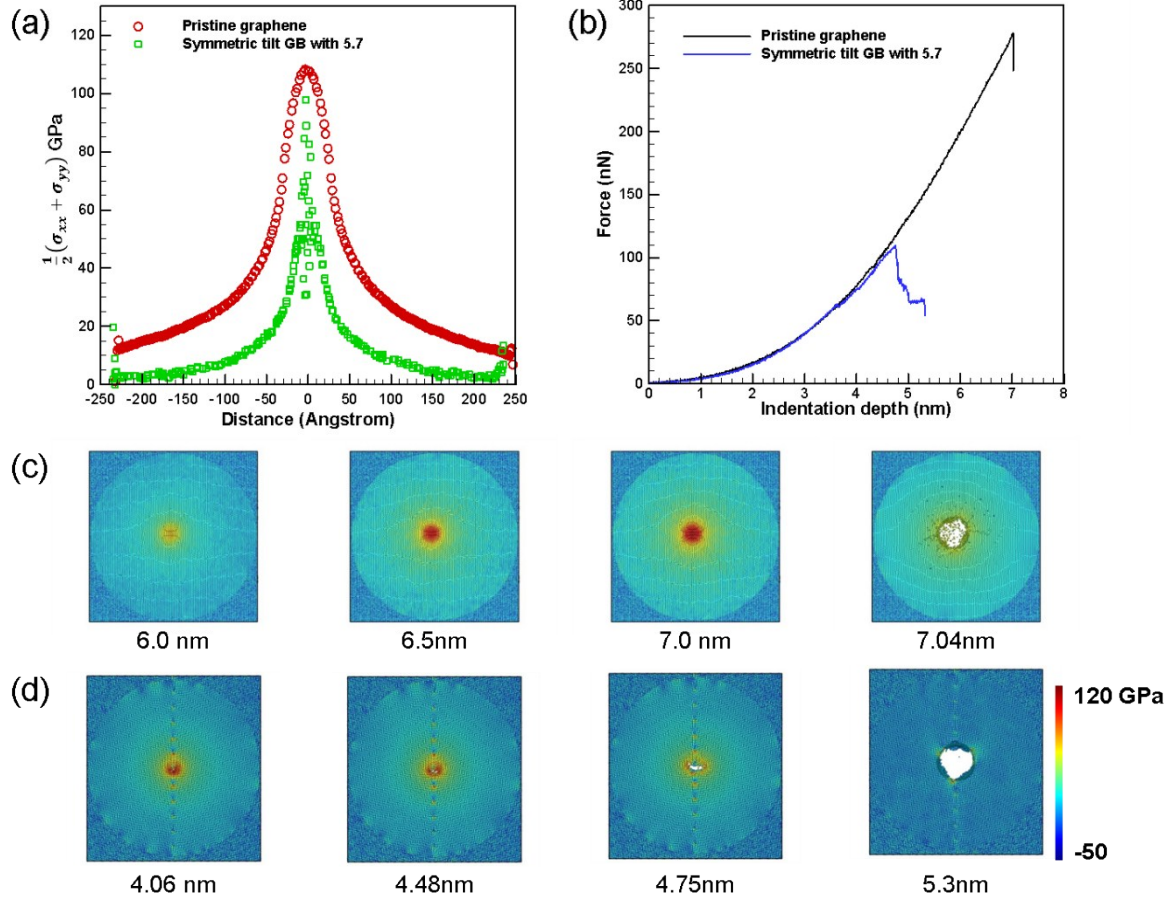 (a)
130
120
100
80
60
40
20
0
-250 -200 -150 -100 -50 0 50 100 150 200 250
½(σxx + σyy) GPa
Distance (Angstrom)
Pristine graphene
Symmetric tilt GB with 5.7
(b)
300
250
200
150
100
50
0
0 1 2 3 4 5 6 7 8
Force (nN)
Indentation depth (nm)
Pristine graphene
Symmetric tilt GB with 5.7
(c)
6.0 nm 6.5nm 7.0 nm 7.04nm
(d)
120 GPa
-50
4.06 nm 4.48nm 4.75nm 5.3nm